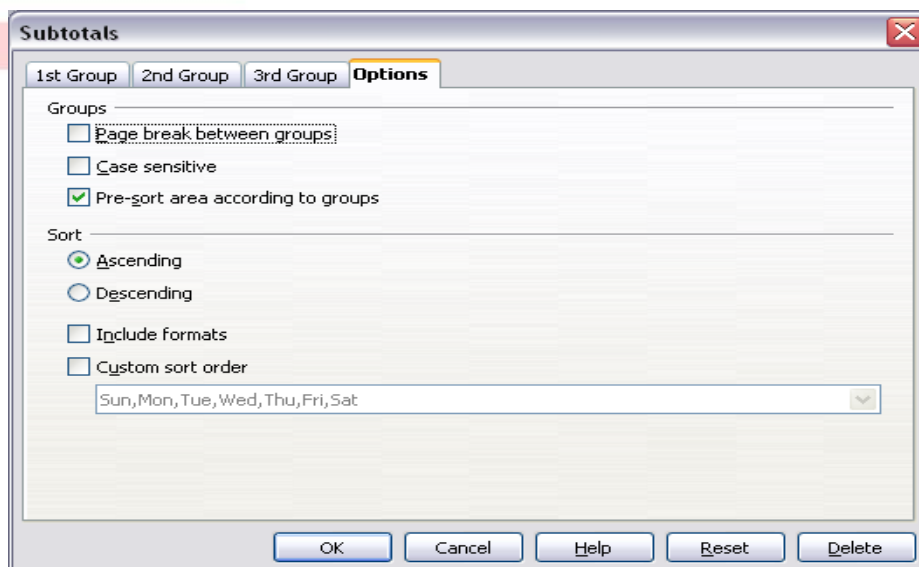 Subtotals
1st Group 2nd Group 3rd Group Options
Groups
Page break between groups
Case sensitive
Pre-sort area according to groups
Sort
Ascending
Descending
Include formats
Custom sort order
Sun,Mon,Tue,Wed,Thu,Fri,Sat
OK Cancel Help Reset Delete